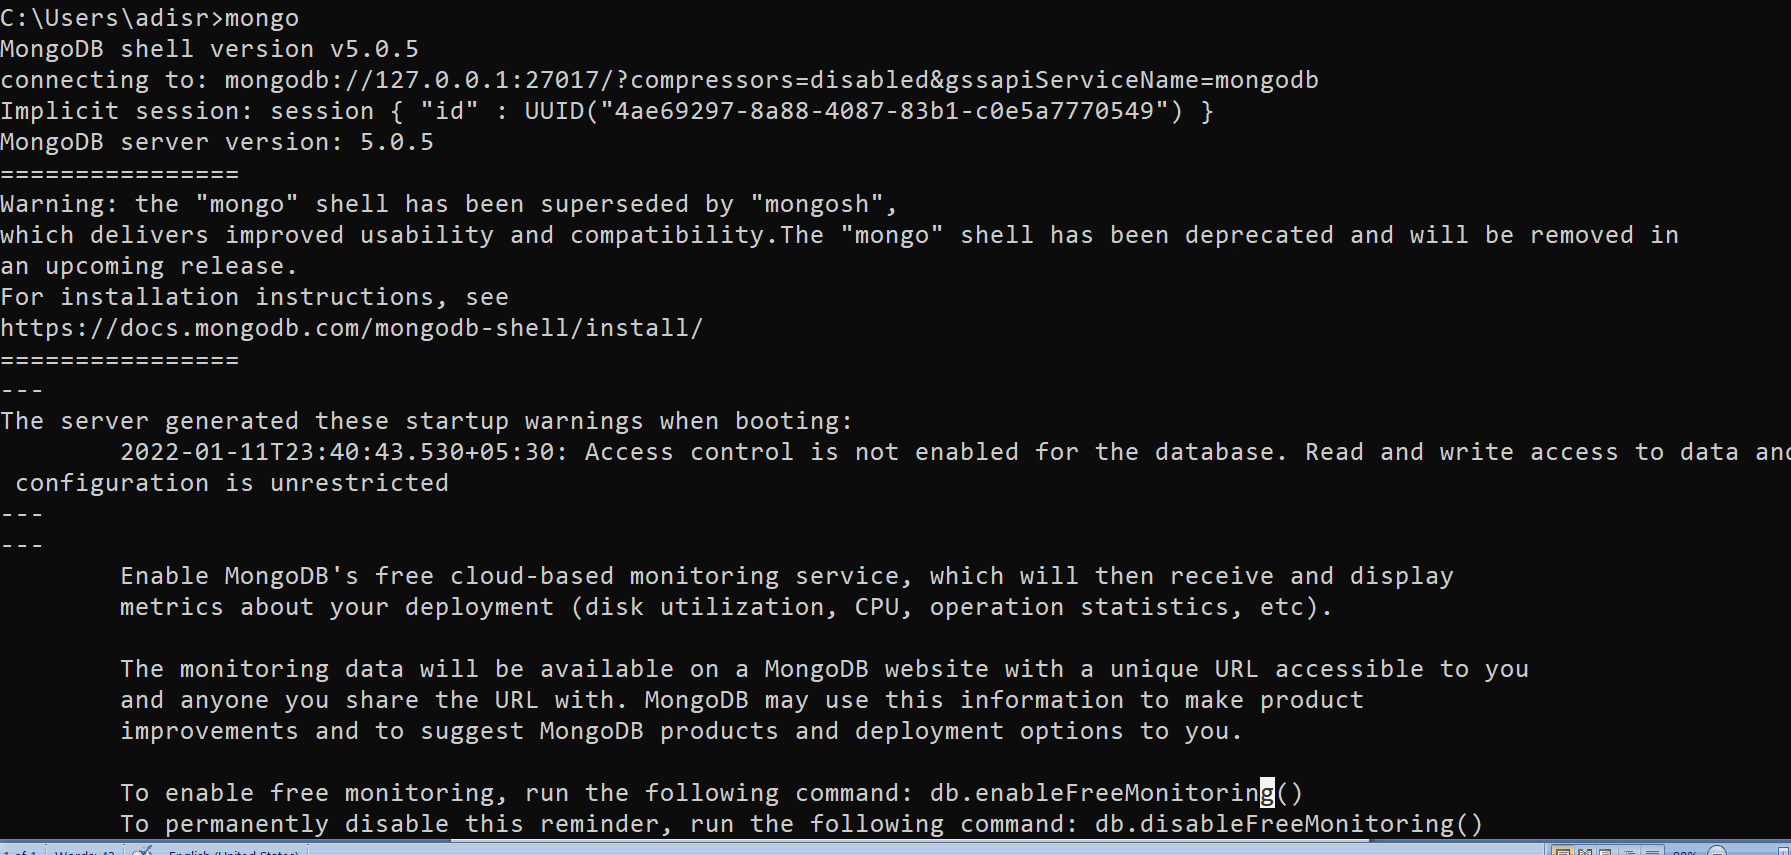 C:\Users\adisr>mongo
MongoDB shell version v5.0.5
connecting to: mongodb://127.0.0.1:27017/?compressors=disabled&gssapiServiceName=mongodb
Implicit session: session { "id" : UUID("4ae69297-8a88-4087-83b1-c0e5a7770549") }
MongoDB server version: 5.0.5
================
Warning: the "mongo" shell has been superseded by "mongosh",
which delivers improved usability and compatibility.The "mongo" shell has been deprecated and will be removed in
an upcoming release.
For installation instructions, see
https://docs.mongodb.com/mongodb-shell/install/
================
---
The server generated these startup warnings when booting:
        2022-01-11T23:40:43.530+05:30: Access control is not enabled for the database. Read and write access to data and
 configuration is unrestricted
---
---
        Enable MongoDB's free cloud-based monitoring service, which will then receive and display
        metrics about your deployment (disk utilization, CPU, operation statistics, etc).

        The monitoring data will be available on a MongoDB website with a unique URL accessible to you
        and anyone you share the URL with. MongoDB may use this information to make product
        improvements and to suggest MongoDB products and deployment options to you.

        To enable free monitoring, run the following command: db.enableFreeMonitoring()
        To permanently disable this reminder, run the following command: db.disableFreeMonitoring()
English (United States)